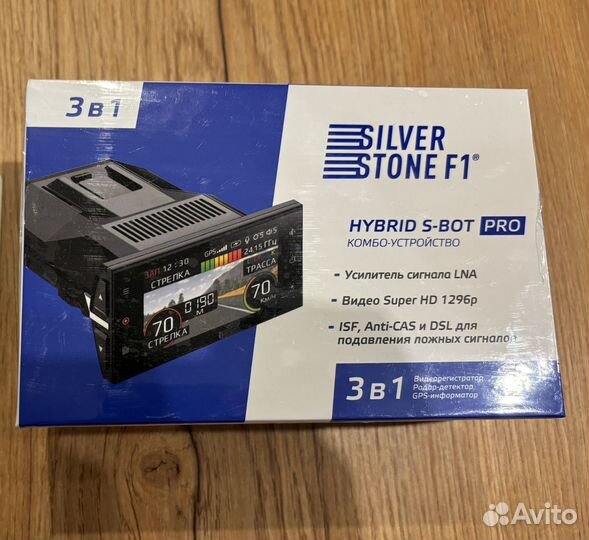 3 в 1
SILVER
STONE F1®
HYBRID S-BOT PRO
КОМБО-УСТРОЙСТВО
- Усилитель сигнала LNA
- Видео Super HD 1296p
- ISF, Anti-CAS и DSL для
подавления ложных сигналов
3 в 1
Видеорегистратор
Радар-детектор
GPS-информатор
ЗАП. 12:30
GPS
СТРЕЛКА
24.15 ГГц
ТРАССА
0190
М
70
СТРЕЛКА
70
КМ/Ч
Avito